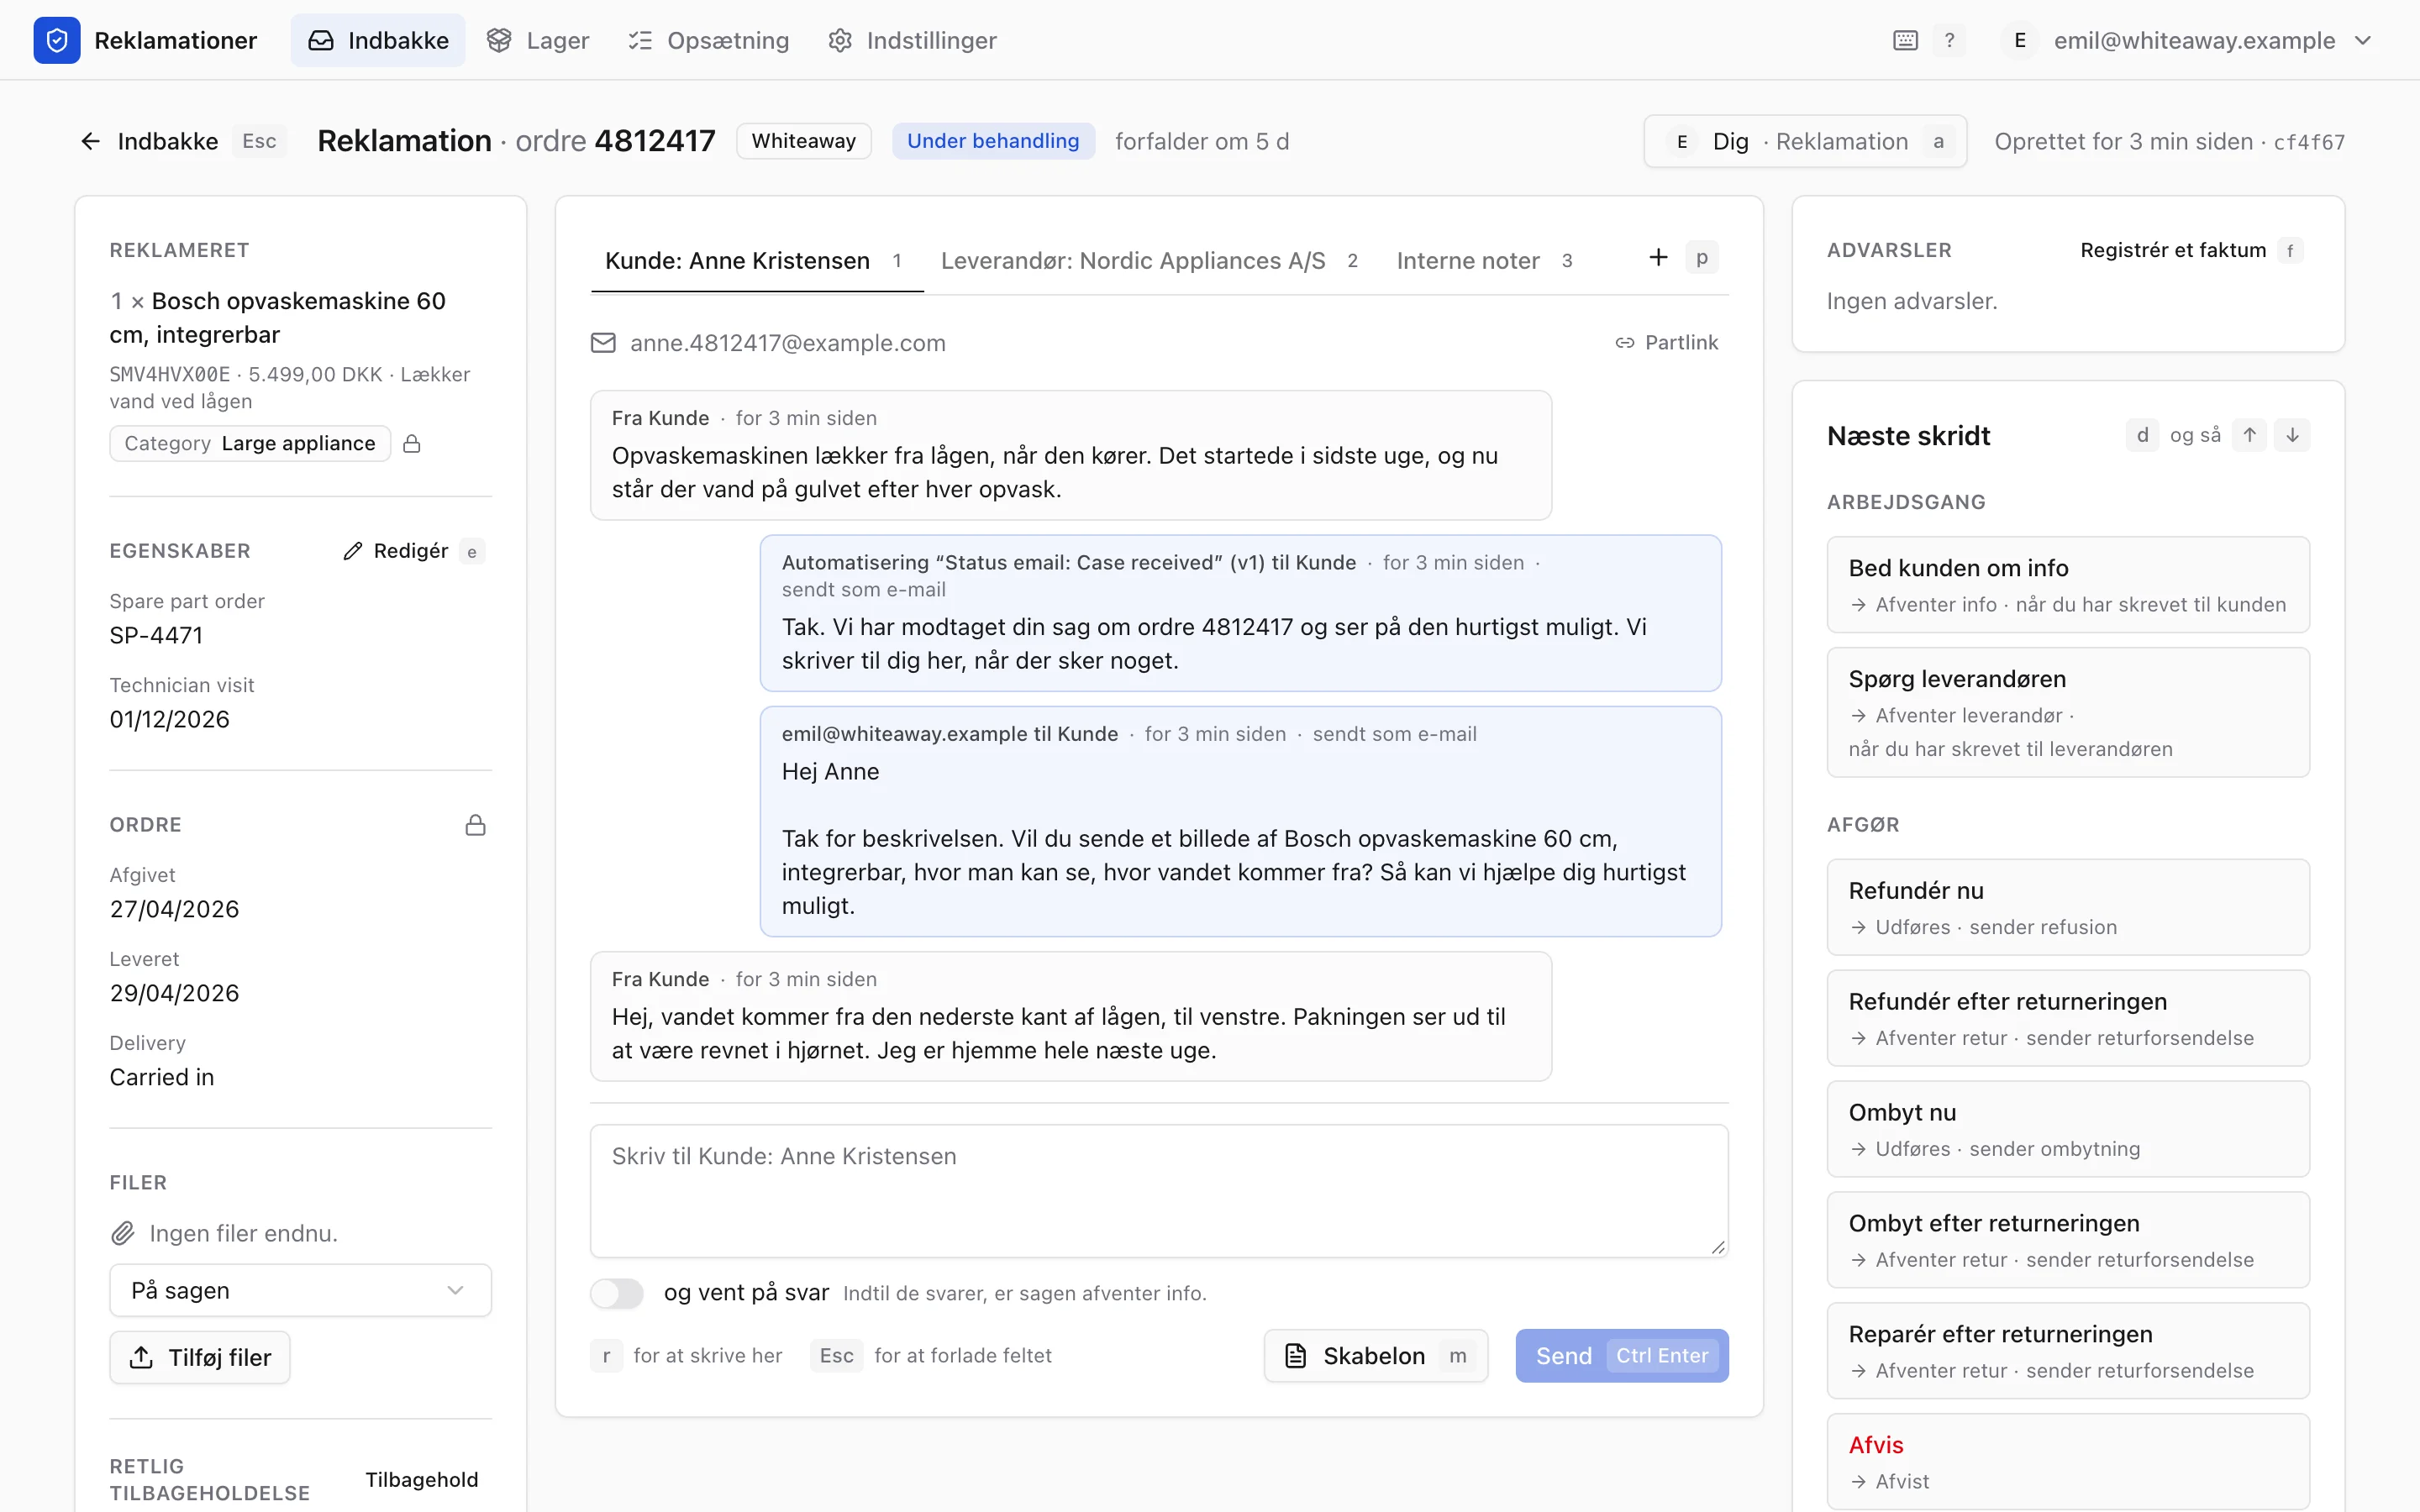 Reklamationer
Indbakke
Lager
Opsætning
Indstillinger
?
E
emil@whiteaway.example
Indbakke Esc
Reklamation · ordre 4812417
Whiteaway
Under behandling
forfalder om 5 d
E Dig · Reklamation a
Oprettet for 3 min siden · cf4f67
REKLAMERET
1 × Bosch opvaskemaskine 60
cm, integrerbar
SMV4HVX00E · 5.499,00 DKK · Lækker
vand ved lågen
Category Large appliance
EGENSKABER
Redigér e
Spare part order
SP-4471
Technician visit
01/12/2026
ORDRE
Afgivet
27/04/2026
Leveret
29/04/2026
Delivery
Carried in
FILER
Ingen filer endnu.
På sagen
Tilføj filer
RETLIG
TILBAGEHOLDELSE
Tilbagehold
Kunde: Anne Kristensen 1
Leverandør: Nordic Appliances A/S 2
Interne noter 3
+ p
anne.4812417@example.com
Partlink
Fra Kunde · for 3 min siden
Opvaskemaskinen lækker fra lågen, når den kører. Det startede i sidste uge, og nu
står der vand på gulvet efter hver opvask.
Automatisering “Status email: Case received” (v1) til Kunde · for 3 min siden ·
sendt som e-mail
Tak. Vi har modtaget din sag om ordre 4812417 og ser på den hurtigst muligt. Vi
skriver til dig her, når der sker noget.
emil@whiteaway.example til Kunde · for 3 min siden · sendt som e-mail
Hej Anne
Tak for beskrivelsen. Vil du sende et billede af Bosch opvaskemaskine 60 cm,
integrerbar, hvor man kan se, hvor vandet kommer fra? Så kan vi hjælpe dig hurtigst
muligt.
Fra Kunde · for 3 min siden
Hej, vandet kommer fra den nederste kant af lågen, til venstre. Pakningen ser ud til
at være revnet i hjørnet. Jeg er hjemme hele næste uge.
Skriv til Kunde: Anne Kristensen
og vent på svar Indtil de svarer, er sagen afventer info.
r for at skrive her Esc for at forlade feltet
Skabelon m
Send Ctrl Enter
ADVARSLER
Registrér et faktum f
Ingen advarsler.
Næste skridt
d og så ↑ ↓
ARBEJDSGANG
Bed kunden om info
→ Afventer info · når du har skrevet til kunden
Spørg leverandøren
→ Afventer leverandør ·
når du har skrevet til leverandøren
AFGØR
Refundér nu
→ Udføres · sender refusion
Refundér efter returneringen
→ Afventer retur · sender returforsendelse
Ombyt nu
→ Udføres · sender ombytning
Ombyt efter returneringen
→ Afventer retur · sender returforsendelse
Reparér efter returneringen
→ Afventer retur · sender returforsendelse
Afvis
→ Afvist